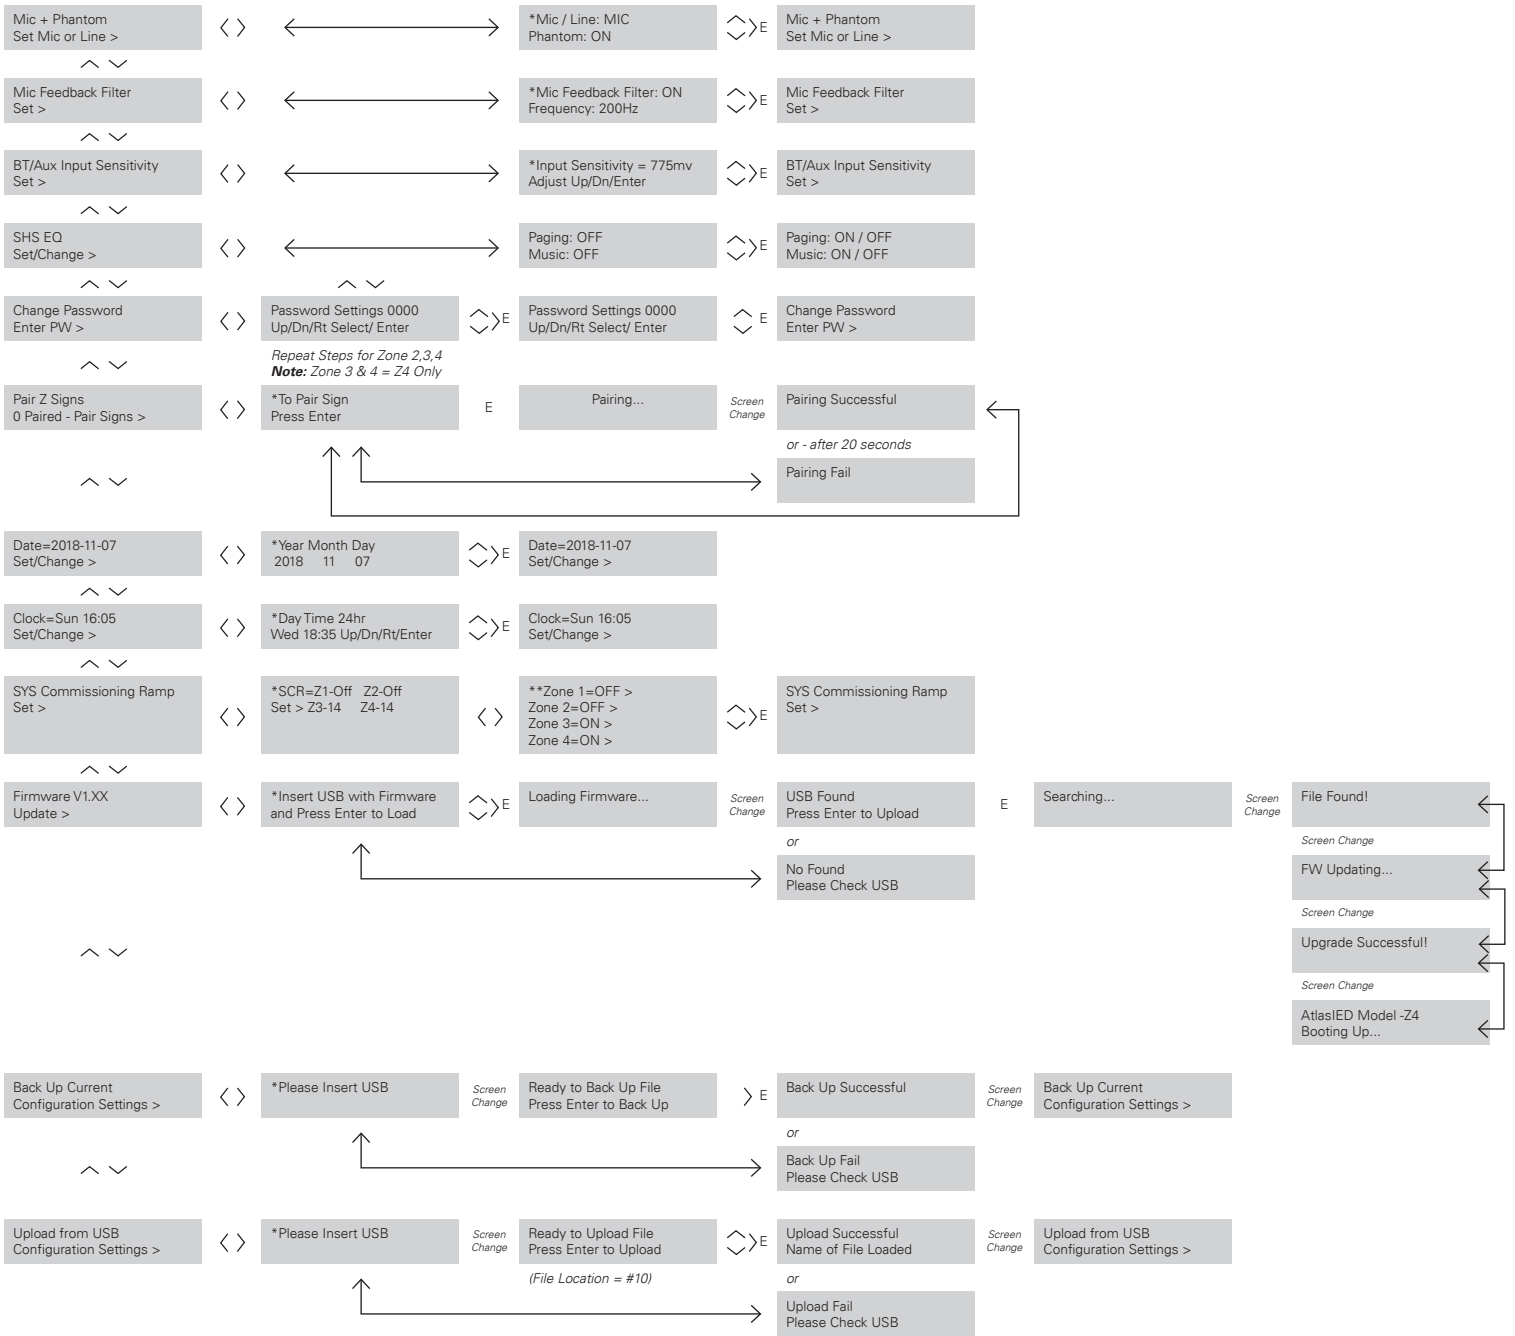 Mic + Phantom
Set Mic or Line >
*Mic / Line: MIC
Phantom: ON
E
Mic + Phantom
Set Mic or Line >
Mic Feedback Filter
Set >
*Mic Feedback Filter: ON
Frequency: 200Hz
E
Mic Feedback Filter
Set >
BT/Aux Input Sensitivity
Set >
*Input Sensitivity = 775mv
Adjust Up/Dn/Enter
E
BT/Aux Input Sensitivity
Set >
SHS EQ
Set/Change >
Paging: OFF
Music: OFF
E
Paging: ON / OFF
Music: ON / OFF
Change Password
Enter PW >
Password Settings 0000
Up/Dn/Rt Select/ Enter
E
Password Settings 0000
Up/Dn/Rt Select/ Enter
E
Change Password
Enter PW >
Repeat Steps for Zone 2,3,4
Note: Zone 3 & 4 = Z4 Only
Pair Z Signs
0 Paired - Pair Signs >
*To Pair Sign
Press Enter
E
Pairing...
Screen
Change
Pairing Successful
or - after 20 seconds
Pairing Fail
Date=2018-11-07
Set/Change >
*Year Month Day
2018 11 07
E
Date=2018-11-07
Set/Change >
Clock=Sun 16:05
Set/Change >
*Day Time 24hr
Wed 18:35 Up/Dn/Rt/Enter
E
Clock=Sun 16:05
Set/Change >
SYS Commissioning Ramp
Set >
*SCR=Z1-Off Z2-Off
Set > Z3-14 Z4-14
**Zone 1=OFF >
Zone 2=OFF >
Zone 3=ON >
Zone 4=ON >
E
SYS Commissioning Ramp
Set >
Firmware V1.XX
Update >
*Insert USB with Firmware
and Press Enter to Load
E
Loading Firmware...
Screen
Change
USB Found
Press Enter to Upload
E
Searching...
Screen
Change
File Found!
or
No Found
Please Check USB
Screen Change
FW Updating...
Screen Change
Upgrade Successful!
Screen Change
AtlasIED Model -Z4
Booting Up...
Back Up Current
Configuration Settings >
*Please Insert USB
Screen
Change
Ready to Back Up File
Press Enter to Back Up
E
Back Up Successful
Screen
Change
Back Up Current
Configuration Settings >
or
Back Up Fail
Please Check USB
Upload from USB
Configuration Settings >
*Please Insert USB
Screen
Change
Ready to Upload File
Press Enter to Upload
E
Upload Successful
Name of File Loaded
Screen
Change
Upload from USB
Configuration Settings >
(File Location = #10)
or
Upload Fail
Please Check USB